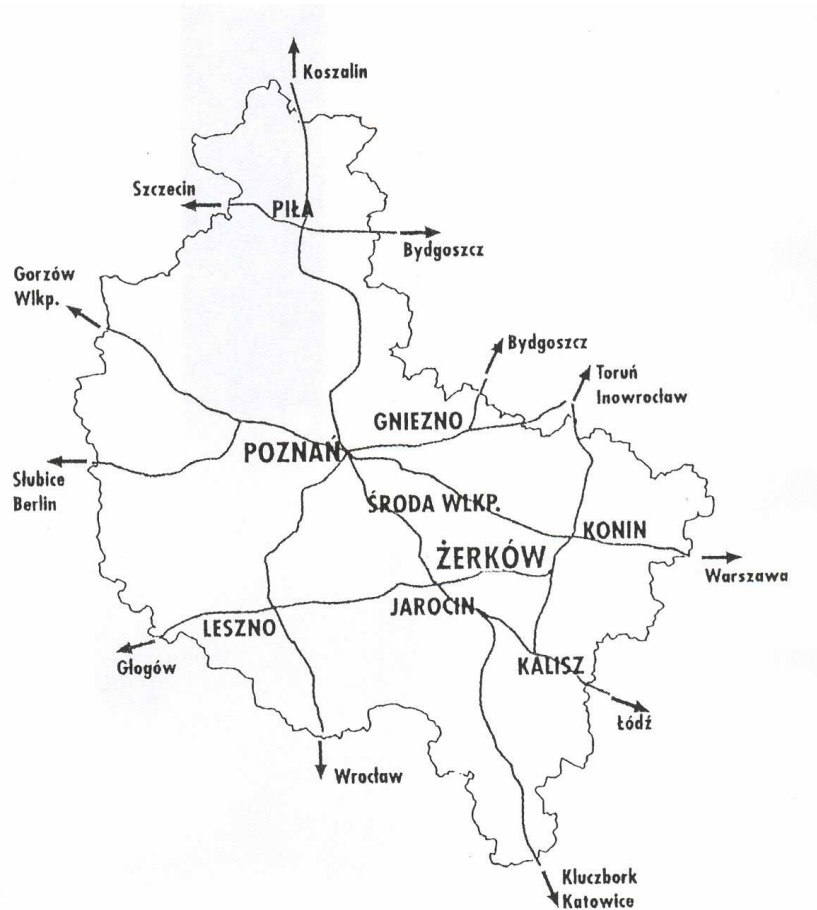 Koszalin
Szczecin
PIŁA
Bydgoszcz
Gorzów
Wlkp.
Bydgoszcz
Toruń
Inowrocław
GNIEZNO
POZNAŃ
Słubice
Berlin
ŚRODA WLKP.
KONIN
ŻERKÓW
Warszawa
JAROCIN
LESZNO
KALISZ
Głogów
Łódź
Wrocław
Kluczbork
Katowice